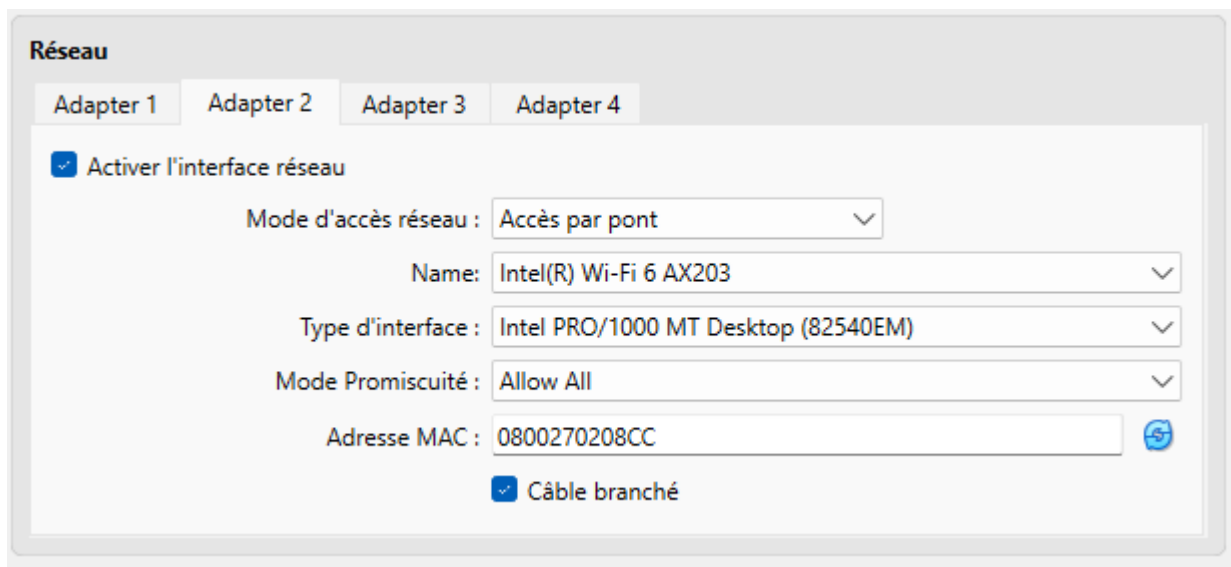 Réseau
Adapter 1 Adapter 2 Adapter 3 Adapter 4
Activer l'interface réseau
Mode d'accès réseau : Accès par pont
Name: Intel(R) Wi-Fi 6 AX203
Type d'interface : Intel PRO/1000 MT Desktop (82540EM)
Mode Promiscuité : Allow All
Adresse MAC : 0800270208CC
Câble branché